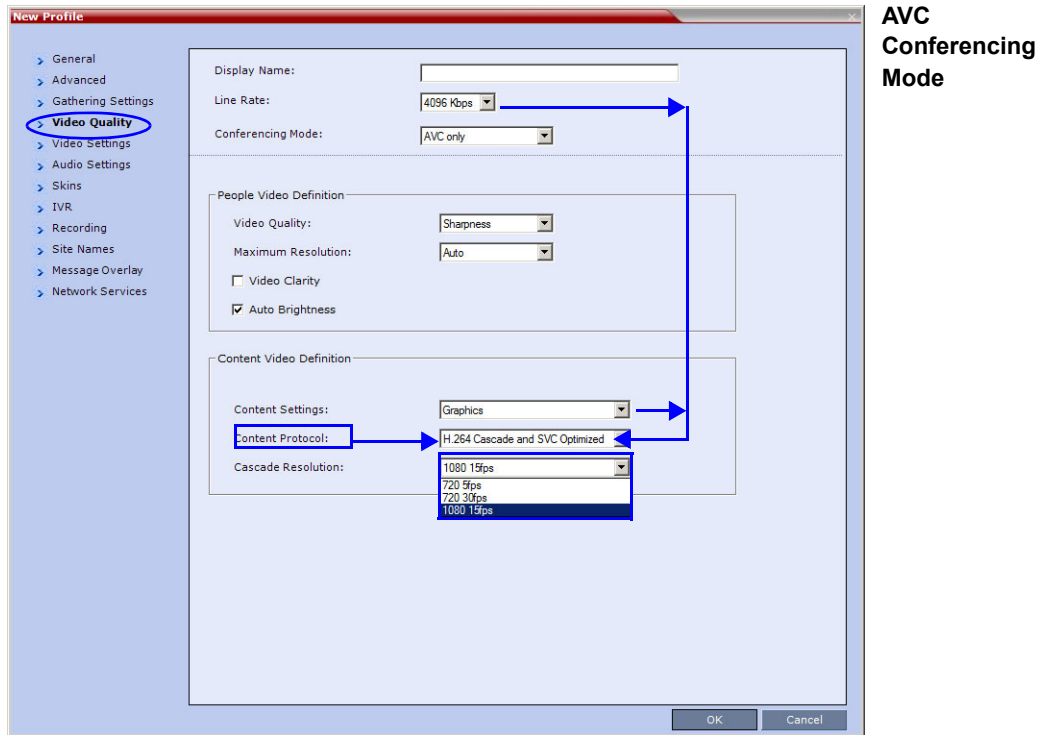 New Profile
AVC
Conferencing
Mode
General
Advanced
Gathering Settings
Video Quality
Video Settings
Audio Settings
Skins
IVR
Recording
Site Names
Message Overlay
Network Services
Display Name:
Line Rate: 4096 Kbps
Conferencing Mode: AVC only
People Video Definition
Video Quality: Sharpness
Maximum Resolution: Auto
Video Clarity
Auto Brightness
Content Video Definition
Content Settings: Graphics
Content Protocol: H.264 Cascade and SVC Optimized
Cascade Resolution: 1080 15fps
720 5fps
720 30fps
1080 15fps
OK Cancel